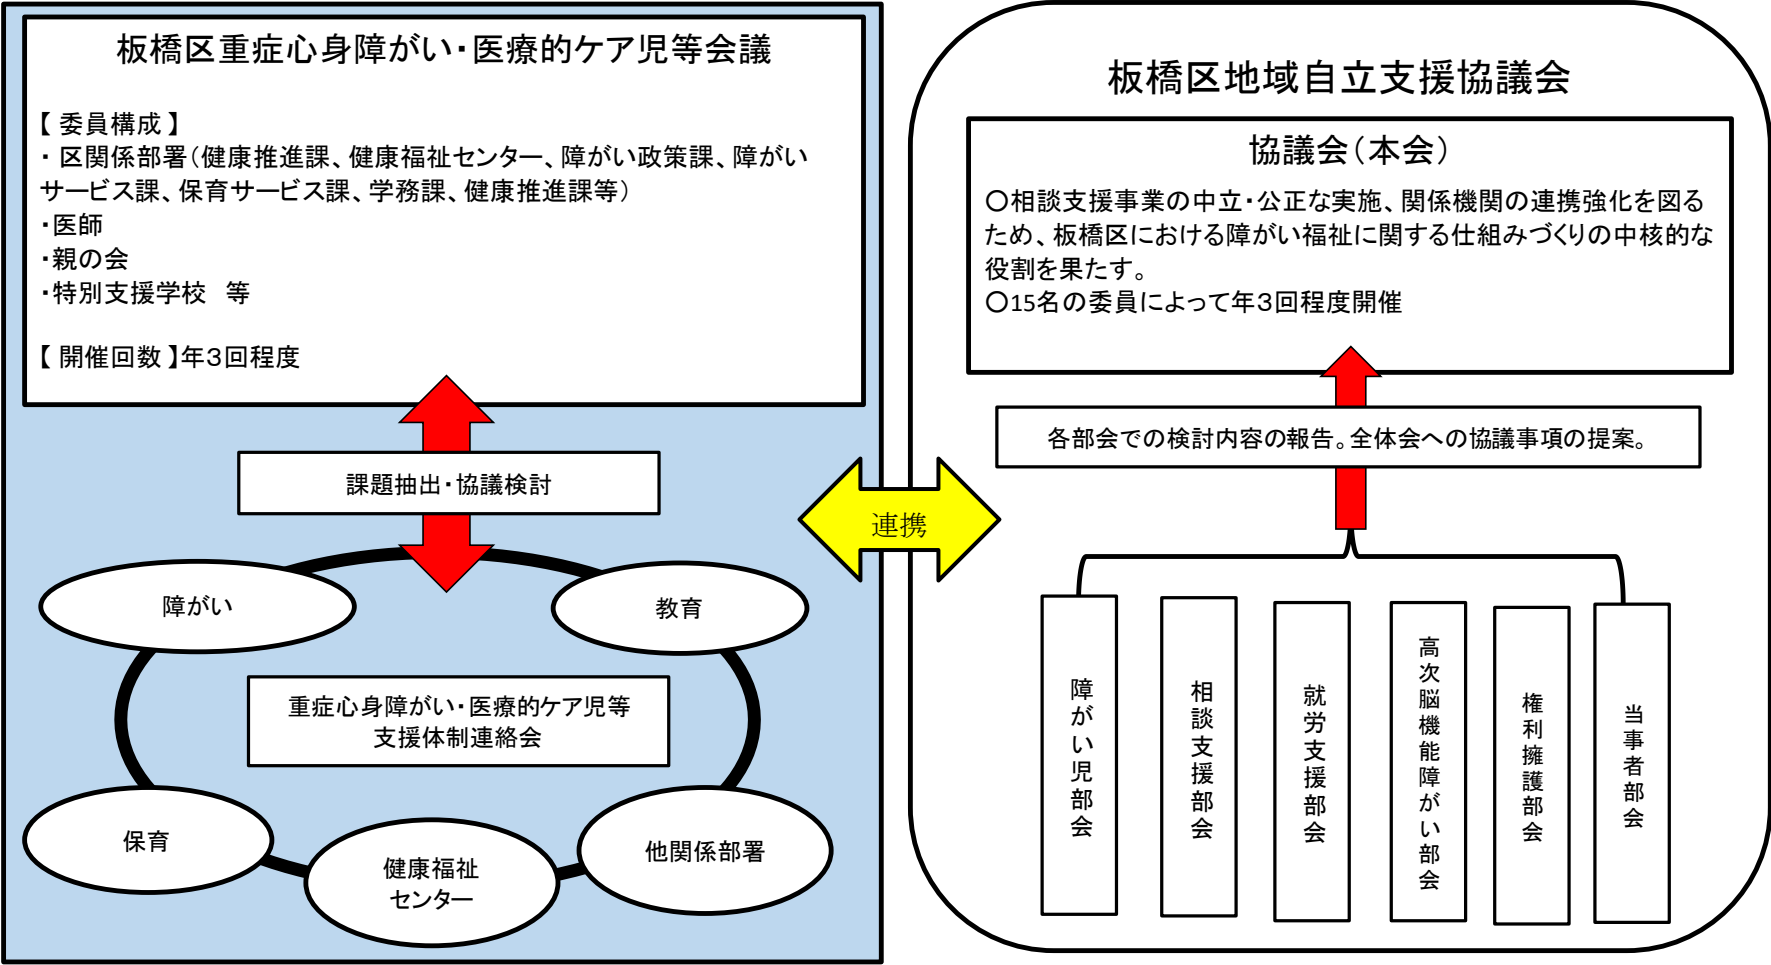 板橋区重症心身障がい・医療的ケア児等会議
【 委員構成 】
・ 区関係部署（健康推進課、健康福祉センター、障がい政策課、障がい
サービス課、保育サービス課、学務課、健康推進課等）
・医師
・親の会
・特別支援学校　等
【 開催回数 】年３回程度
課題抽出・協議検討
障がい
教育
重症心身障がい・医療的ケア児等
支援体制連絡会
保育
健康福祉
センター
他関係部署
連携
板橋区地域自立支援協議会
協議会（本会）
〇相談支援事業の中立・公正な実施、関係機関の連携強化を図る
ため、板橋区における障がい福祉に関する仕組みづくりの中核的な
役割を果たす。
〇15名の委員によって年３回程度開催
各部会での検討内容の報告。全体会への協議事項の提案。
障がい児部会
相談支援部会
就労支援部会
高次脳機能障がい部会
権利擁護部会
当事者部会